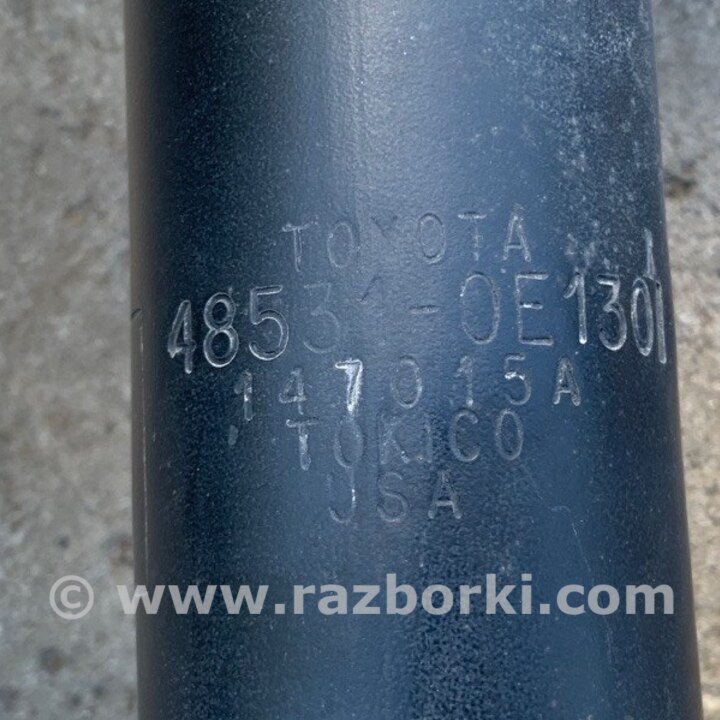 TOYOTA
48531-0E130
147015A
TOKICO
USA
© www.razborki.com